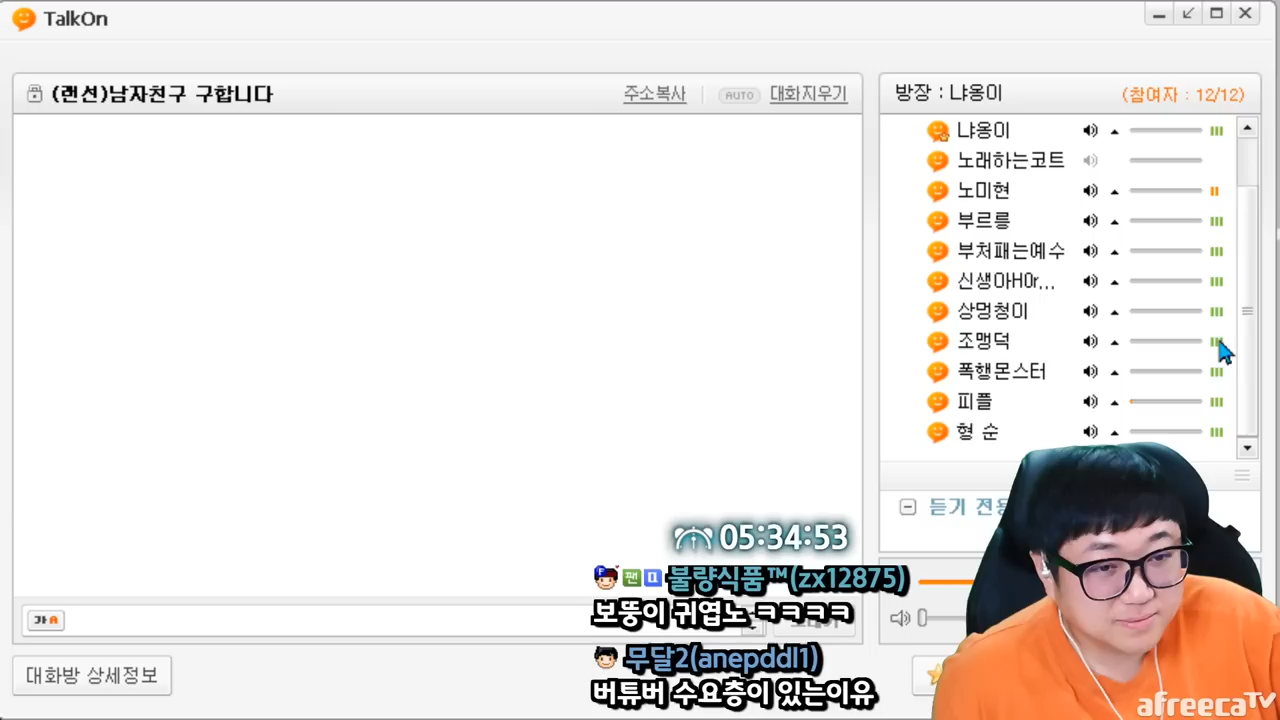 TalkOn
(랜선)남자친구 구합니다
주소복사
AUTO
대화지우기
방장 : 냐옹이
(참여자 : 12/12)
냐옹이
노래하는코트
노미현
부르릉
부처패는예수
신생아H0r...
상멍청이
조맹덕
폭행몬스터
피플
형 순
듣기 전용
05:34:53
팬
불량식품™(zx12875)
보뚱이 귀엽노 ㅋㅋㅋㅋ
가A
무달2(anepddl1)
버튜버 수요층이 있는이유
대화방 상세정보
afreecaTV